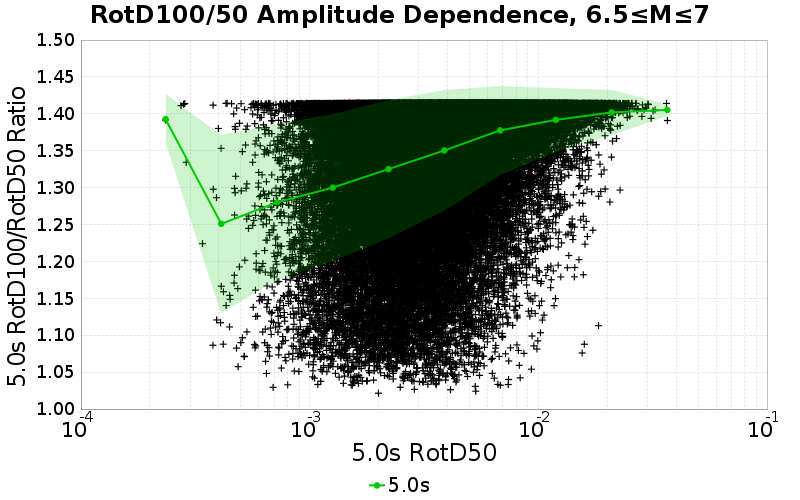 RotD100/50 Amplitude Dependence, 6.5≤M≤7
5.0s RotD100/RotD50 Ratio
1.50
1.45
1.40
1.35
1.30
1.25
1.20
1.15
1.10
1.05
1.00
10^-4 10^-3 10^-2 10^-1
5.0s RotD50
5.0s